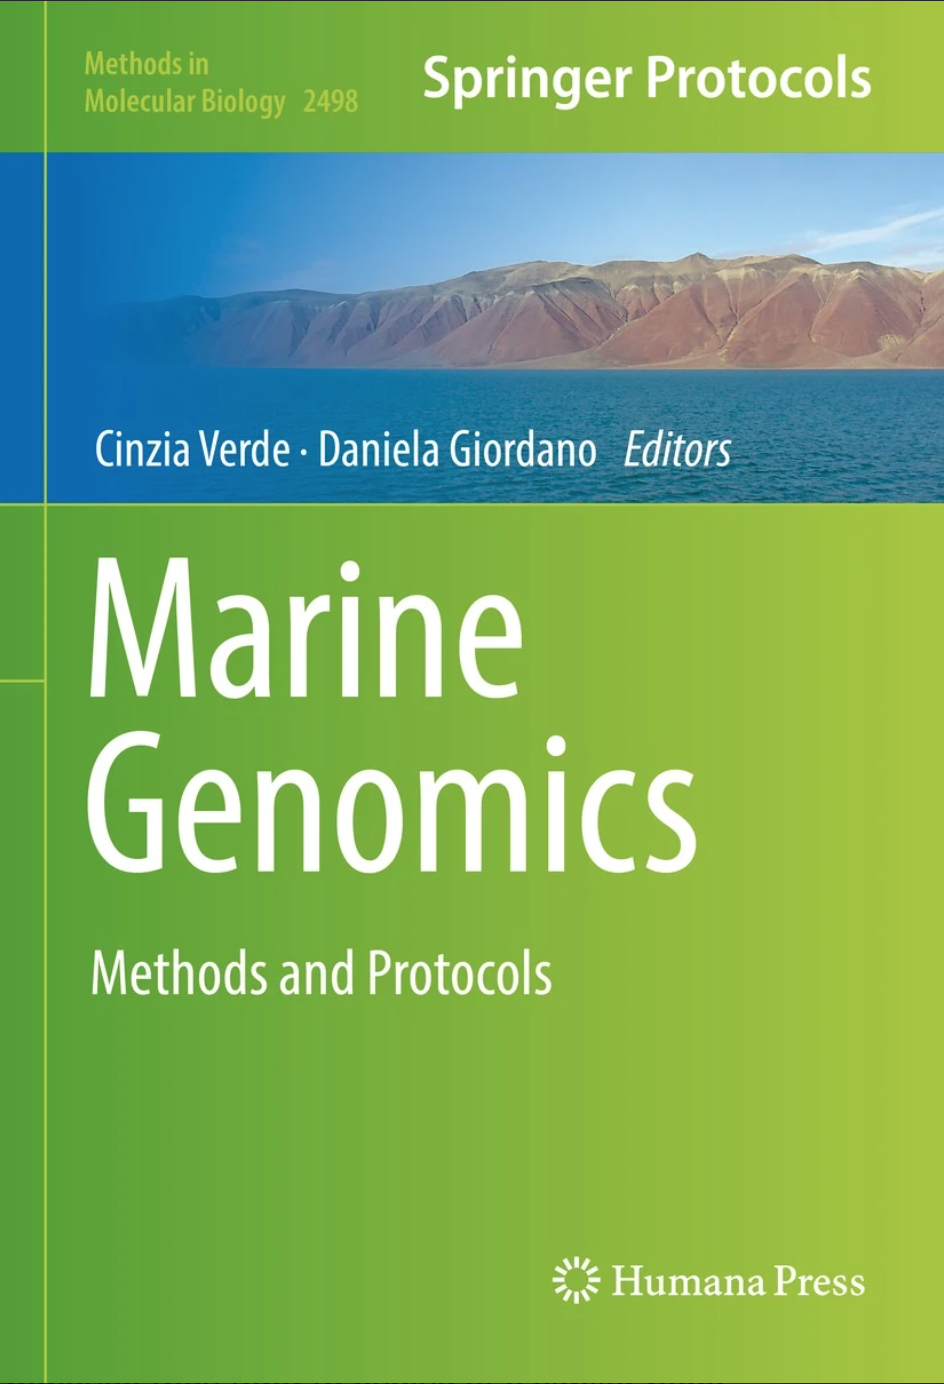 Methods in
Molecular Biology 2498
Springer Protocols
Cinzia Verde · Daniela Giordano Editors
Marine
Genomics
Methods and Protocols
Humana Press